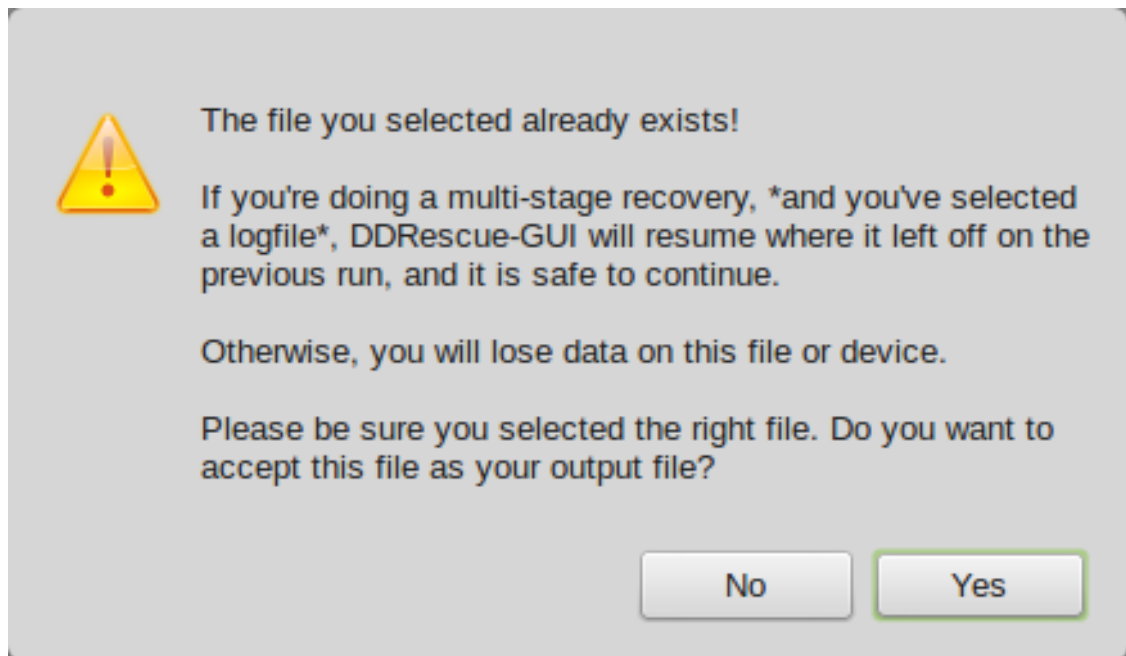 The file you selected already exists!
If you're doing a multi-stage recovery, *and you've selected
a logfile*, DDRescue-GUI will resume where it left off on the
previous run, and it is safe to continue.
Otherwise, you will lose data on this file or device.
Please be sure you selected the right file. Do you want to
accept this file as your output file?
No
Yes